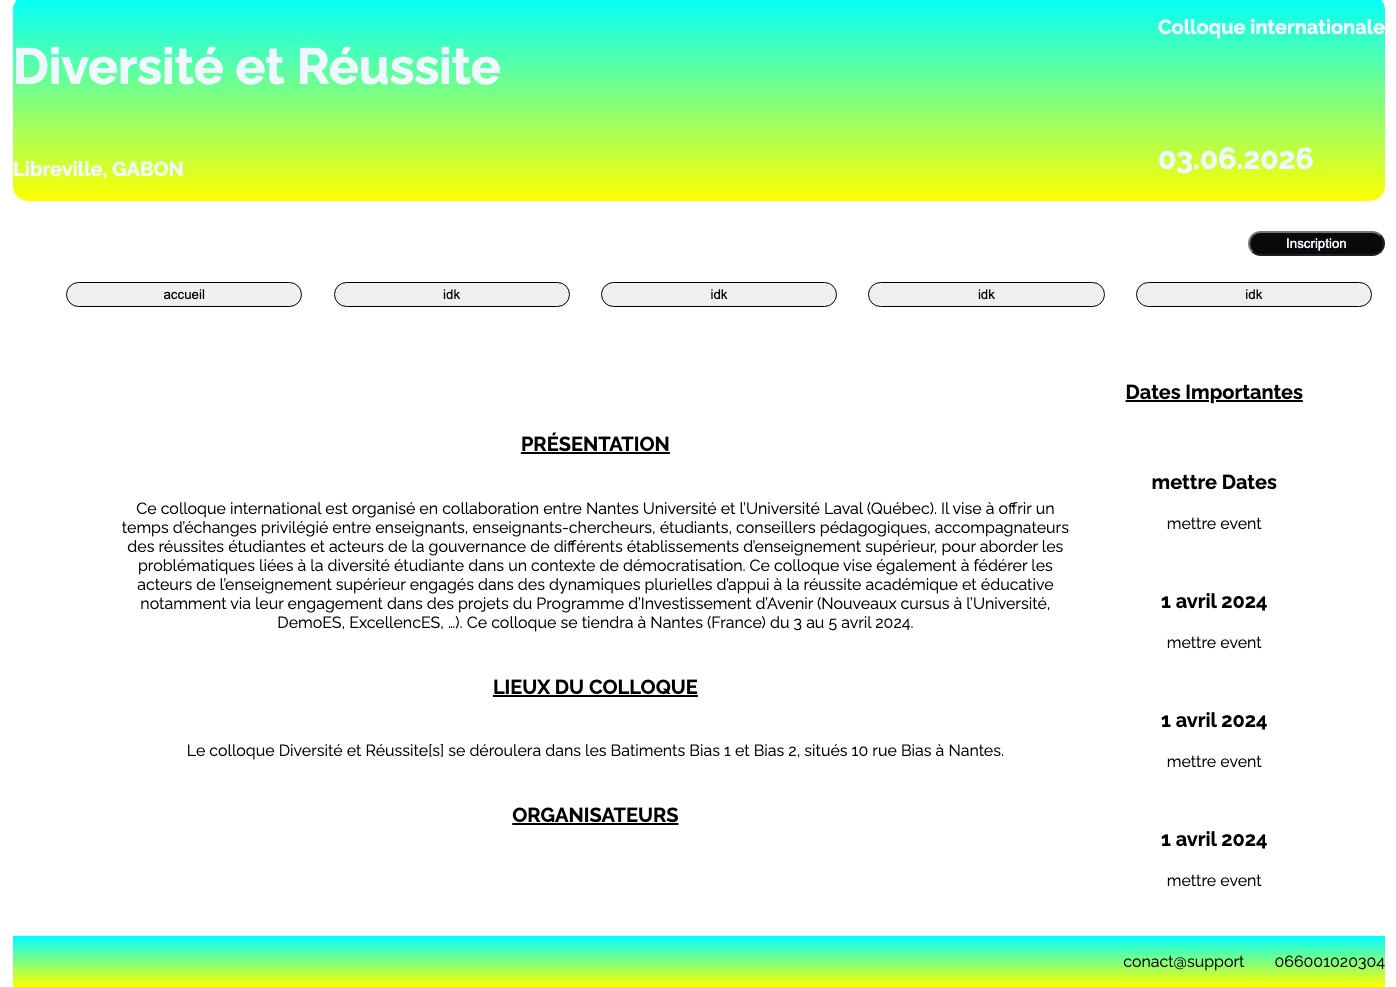 Colloque internationale
Diversité et Réussite
Libreville, GABON
03.06.2026
Inscription
accueil
idk
idk
idk
idk
PRÉSENTATION
Ce colloque international est organisé en collaboration entre Nantes Université et l’Université Laval (Québec). Il vise à offrir un
temps d’échanges privilégié entre enseignants, enseignants-chercheurs, étudiants, conseillers pédagogiques, accompagnateurs
des réussites étudiantes et acteurs de la gouvernance de différents établissements d’enseignement supérieur, pour aborder les
problématiques liées à la diversité étudiante dans un contexte de démocratisation. Ce colloque vise également à fédérer les
acteurs de l’enseignement supérieur engagés dans des dynamiques plurielles d’appui à la réussite académique et éducative
notamment via leur engagement dans des projets du Programme d’Investissement d’Avenir (Nouveaux cursus à l’Université,
DemoES, ExcellencES, …). Ce colloque se tiendra à Nantes (France) du 3 au 5 avril 2024.
LIEUX DU COLLOQUE
Le colloque Diversité et Réussite[s] se déroulera dans les Batiments Bias 1 et Bias 2, situés 10 rue Bias à Nantes.
ORGANISATEURS
Dates Importantes
mettre Dates
mettre event
1 avril 2024
mettre event
1 avril 2024
mettre event
1 avril 2024
mettre event
conact@support
066001020304